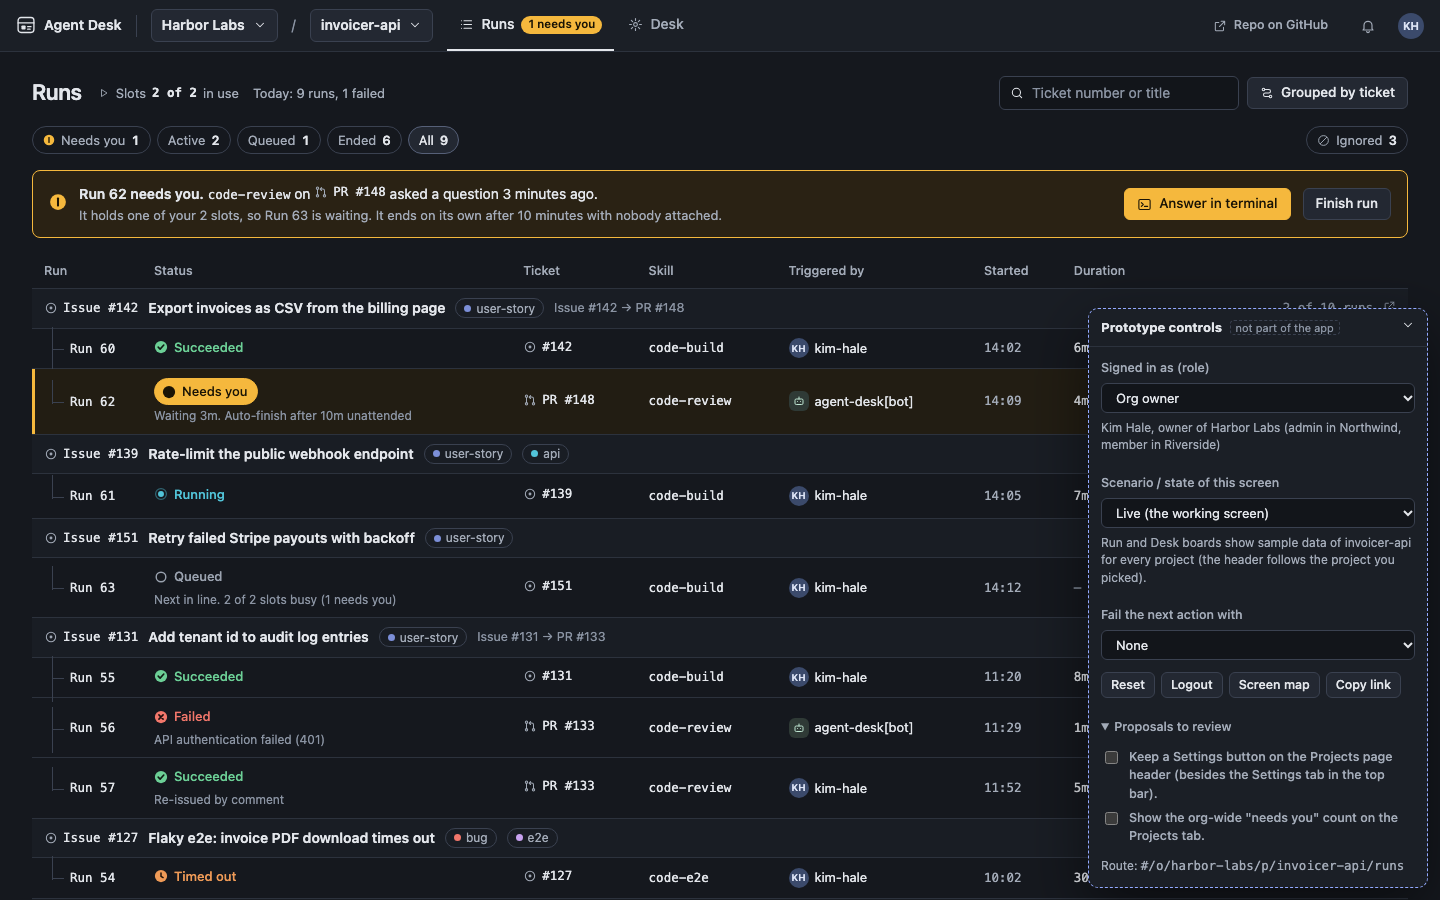 Agent Desk
Harbor Labs
/
invoicer-api
Runs 1 needs you
Desk
Repo on GitHub
KH
Runs
Slots 2 of 2 in use Today: 9 runs, 1 failed
Ticket number or title
Grouped by ticket
Needs you 1
Active 2
Queued 1
Ended 6
All 9
Ignored 3
Run 62 needs you. code-review on PR #148 asked a question 3 minutes ago.
It holds one of your 2 slots, so Run 63 is waiting. It ends on its own after 10 minutes with nobody attached.
Answer in terminal
Finish run
Run Status Ticket Skill Triggered by Started Duration
Issue #142 Export invoices as CSV from the billing page user-story Issue #142 → PR #148 2 of 10 runs
Run 60 Succeeded #142 code-build KH kim-hale 14:02
Run 62 Needs you PR #148 code-review agent-desk[bot] 14:09
Waiting 3m. Auto-finish after 10m unattended
Issue #139 Rate-limit the public webhook endpoint user-story api
Run 61 Running #139 code-build KH kim-hale 14:05
Issue #151 Retry failed Stripe payouts with backoff user-story
Run 63 Queued #151 code-build KH kim-hale 14:12 –
Next in line. 2 of 2 slots busy (1 needs you)
Issue #131 Add tenant id to audit log entries user-story Issue #131 → PR #133
Run 55 Succeeded #131 code-build KH kim-hale 11:20
Run 56 Failed PR #133 code-review agent-desk[bot] 11:29
API authentication failed (401)
Run 57 Succeeded PR #133 code-review KH kim-hale 11:52
Re-issued by comment
Issue #127 Flaky e2e: invoice PDF download times out bug e2e
Run 54 Timed out #127 code-e2e KH kim-hale 10:02
Prototype controls not part of the app
Signed in as (role)
Org owner
Kim Hale, owner of Harbor Labs (admin in Northwind,
member in Riverside)
Scenario / state of this screen
Live (the working screen)
Run and Desk boards show sample data of invoicer-api
for every project (the header follows the project you
picked).
Fail the next action with
None
Reset
Logout
Screen map
Copy link
Proposals to review
Keep a Settings button on the Projects page
header (besides the Settings tab in the top
bar).
Show the org-wide "needs you" count on the
Projects tab.
Route: #/o/harbor-labs/p/invoicer-api/runs